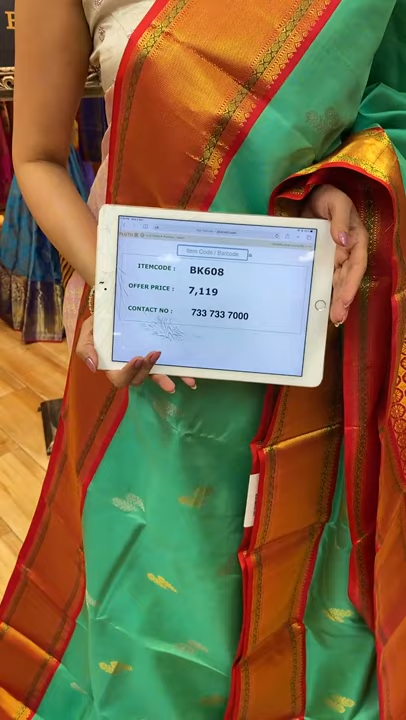 Item Code / Barcode
ITEMCODE : BK608
OFFER PRICE : 7,119
CONTACT NO : 733 733 7000